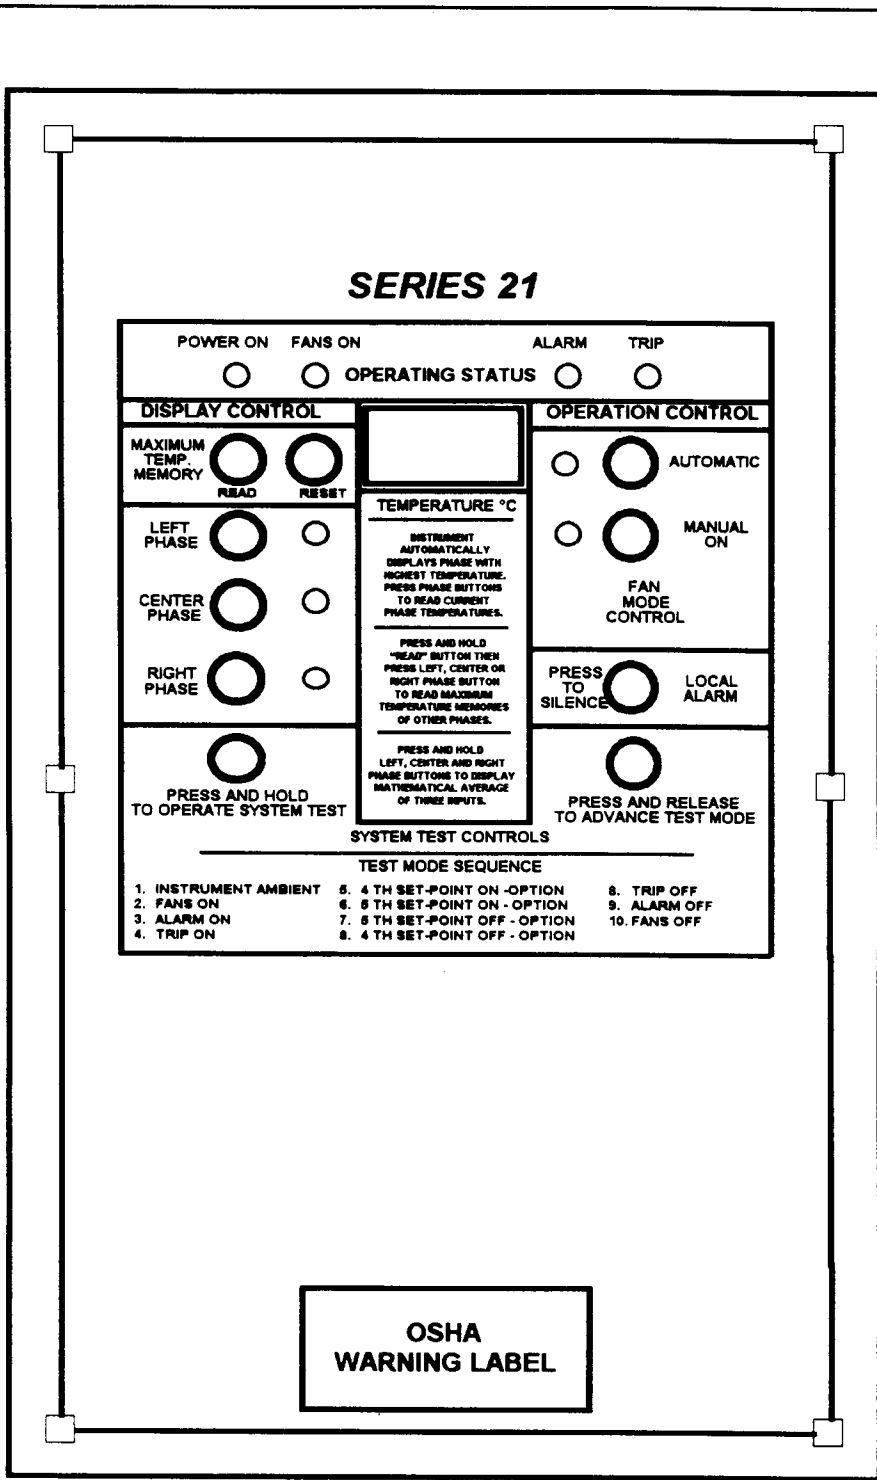 SERIES 21
POWER ON FANS ON ALARM TRIP
OPERATING STATUS
DISPLAY CONTROL
MAXIMUM
TEMP.
MEMORY
READ RESET
LEFT
PHASE
CENTER
PHASE
RIGHT
PHASE
TEMPERATURE °C
INSTRUMENT
AUTOMATICALLY
DISPLAYS PHASE WITH
HIGHEST TEMPERATURE.
PRESS PHASE BUTTONS
TO READ CURRENT
PHASE TEMPERATURES.
PRESS AND HOLD
"READ" BUTTON THEN
PRESS LEFT, CENTER OR
RIGHT PHASE BUTTON
TO READ MAXIMUM
TEMPERATURE MEMORIES
OF OTHER PHASES.
PRESS AND HOLD
LEFT, CENTER AND RIGHT
PHASE BUTTONS TO DISPLAY
MATHEMATICAL AVERAGE
OF THREE INPUTS.
OPERATION CONTROL
AUTOMATIC
MANUAL
ON
FAN
MODE
CONTROL
PRESS
TO
SILENCE
LOCAL
ALARM
PRESS AND HOLD
TO OPERATE SYSTEM TEST
PRESS AND RELEASE
TO ADVANCE TEST MODE
SYSTEM TEST CONTROLS
TEST MODE SEQUENCE
1. INSTRUMENT AMBIENT
2. FANS ON
3. ALARM ON
4. TRIP ON
5. 4 TH SET-POINT ON -OPTION
6. 5 TH SET-POINT ON - OPTION
7. 5 TH SET-POINT OFF - OPTION
8. 4 TH SET-POINT OFF - OPTION
8. TRIP OFF
9. ALARM OFF
10. FANS OFF
OSHA
WARNING LABEL